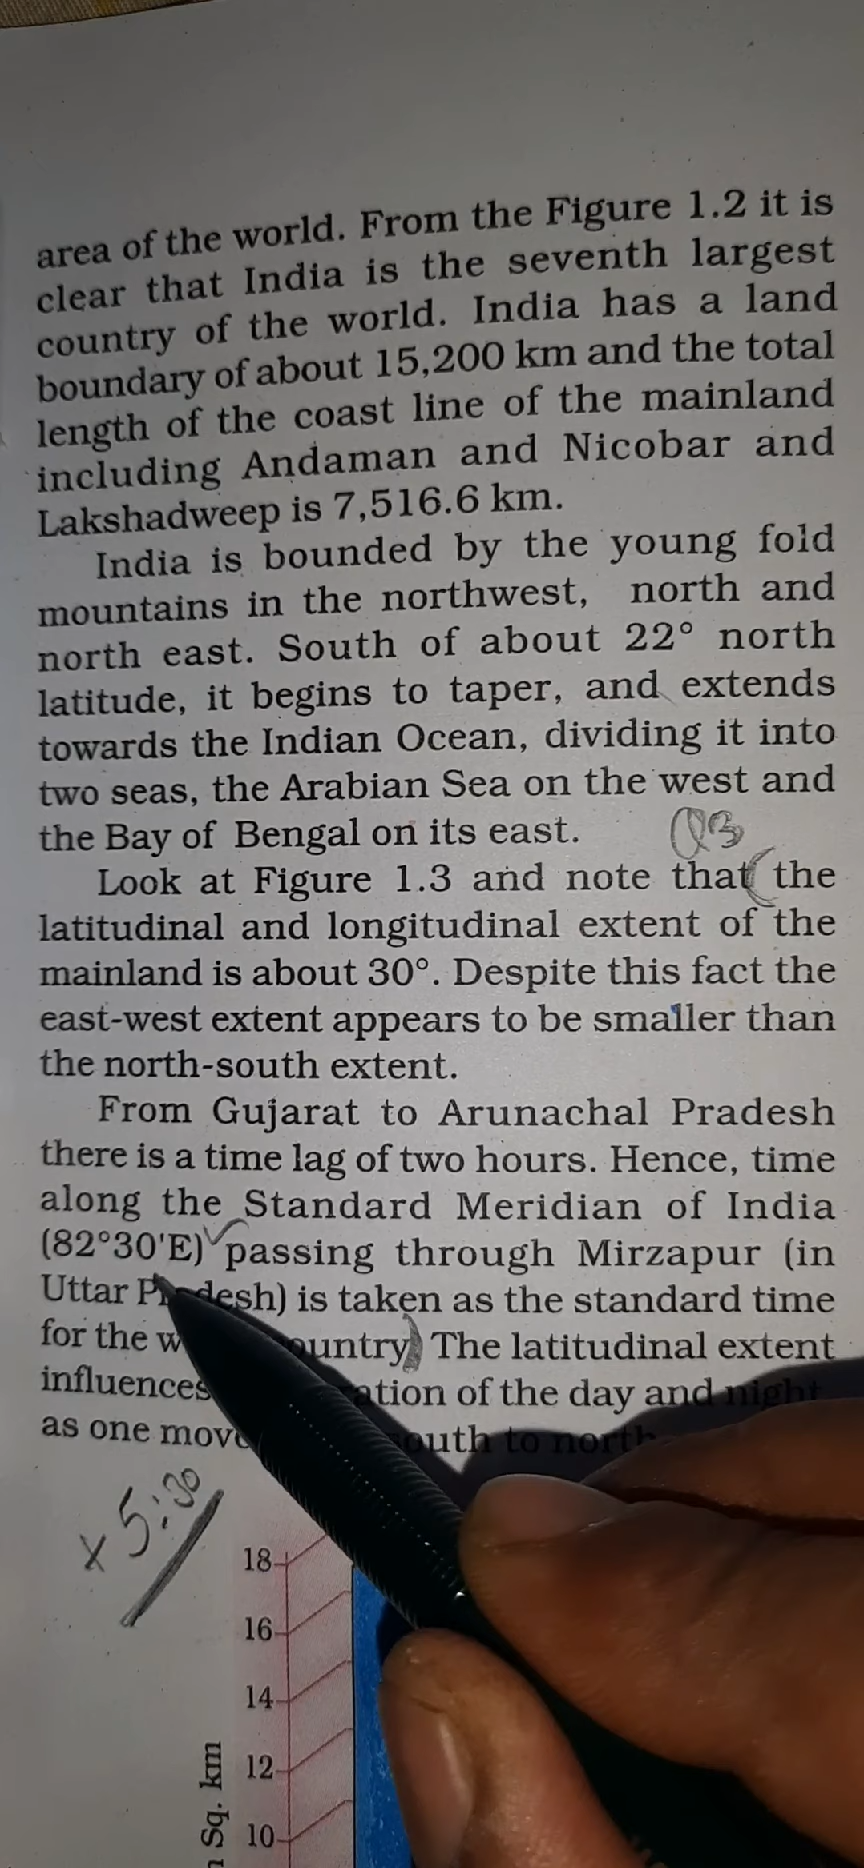 area of the world. From the Figure 1.2 it is
clear that India is the seventh largest
country of the world. India has a land
boundary of about 15,200 km and the total
length of the coast line of the mainland
including Andaman and Nicobar and
Lakshadweep is 7,516.6 km.
India is bounded by the young fold
mountains in the northwest, north and
north east. South of about 22° north
latitude, it begins to taper, and extends
towards the Indian Ocean, dividing it into
two seas, the Arabian Sea on the west and
the Bay of Bengal on its east.
Look at Figure 1.3 and note that the
latitudinal and longitudinal extent of the
mainland is about 30°. Despite this fact the
east-west extent appears to be smaller than
the north-south extent.
From Gujarat to Arunachal Pradesh
there is a time lag of two hours. Hence, time
along the Standard Meridian of India
(82°30'E) passing through Mirzapur (in
Uttar Pradesh) is taken as the standard time
for the country. The latitudinal extent
influences of the day and night
as one south to north.
x 5:30
18
16
14
12
10
Sq. km